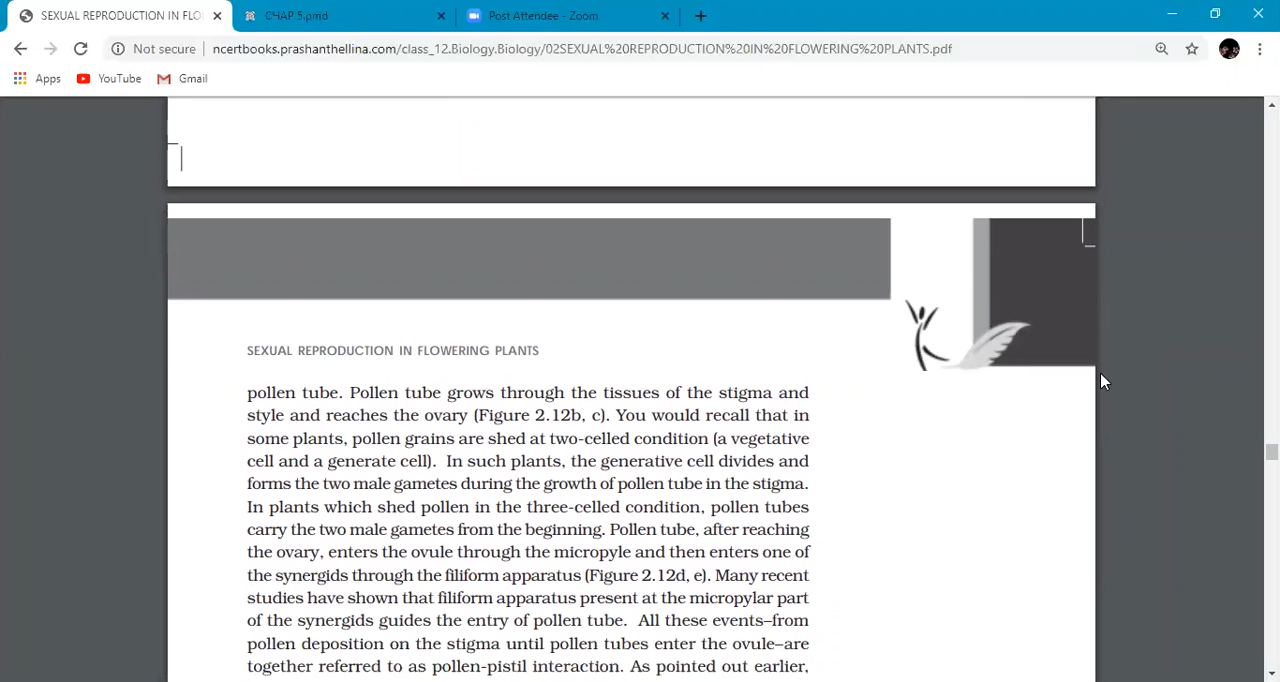 SEXUAL REPRODUCTION IN FLO
CHAP 5.pmd
Post Attendee - Zoom
Not secure
ncertbooks.prashanthellina.com/class_12.Biology.Biology/02SEXUAL%20REPRODUCTION%20IN%20FLOWERING%20PLANTS.pdf
Apps
YouTube
Gmail
SEXUAL REPRODUCTION IN FLOWERING PLANTS
pollen tube. Pollen tube grows through the tissues of the stigma and
style and reaches the ovary (Figure 2.12b, c). You would recall that in
some plants, pollen grains are shed at two-celled condition (a vegetative
cell and a generate cell). In such plants, the generative cell divides and
forms the two male gametes during the growth of pollen tube in the stigma.
In plants which shed pollen in the three-celled condition, pollen tubes
carry the two male gametes from the beginning. Pollen tube, after reaching
the ovary, enters the ovule through the micropyle and then enters one of
the synergids through the filiform apparatus (Figure 2.12d, e). Many recent
studies have shown that filiform apparatus present at the micropylar part
of the synergids guides the entry of pollen tube. All these events–from
pollen deposition on the stigma until pollen tubes enter the ovule–are
together referred to as pollen-pistil interaction. As pointed out earlier,